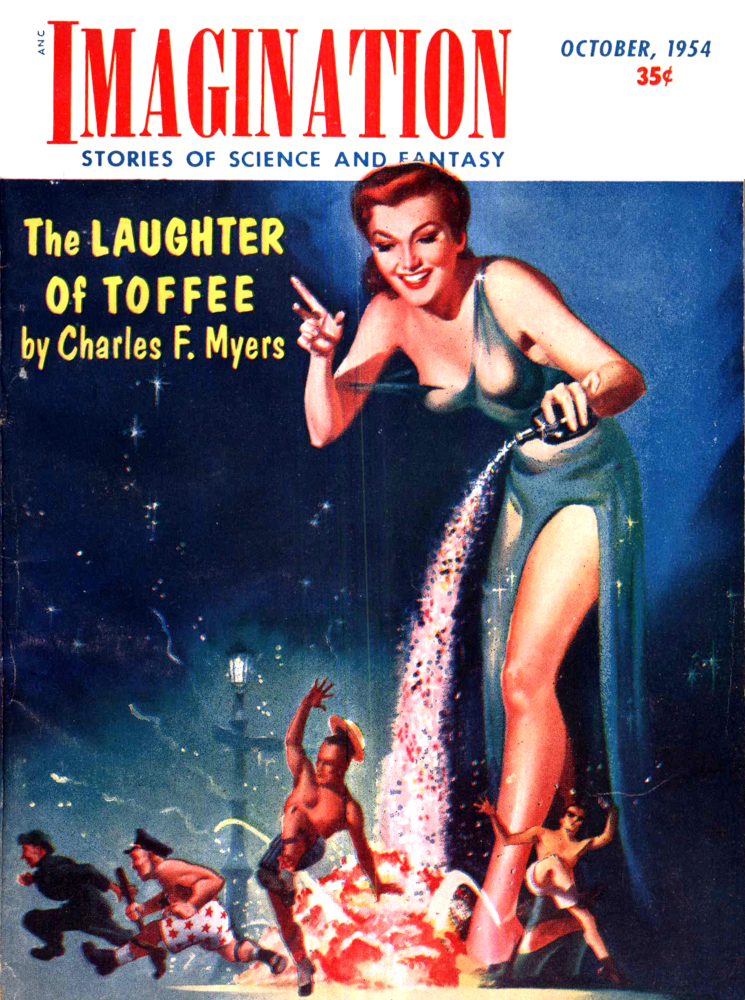 ANC
IMAGINATION
OCTOBER, 1954
35¢
STORIES OF SCIENCE AND FANTASY
The LAUGHTER
Of TOFFEE
by Charles F. Myers